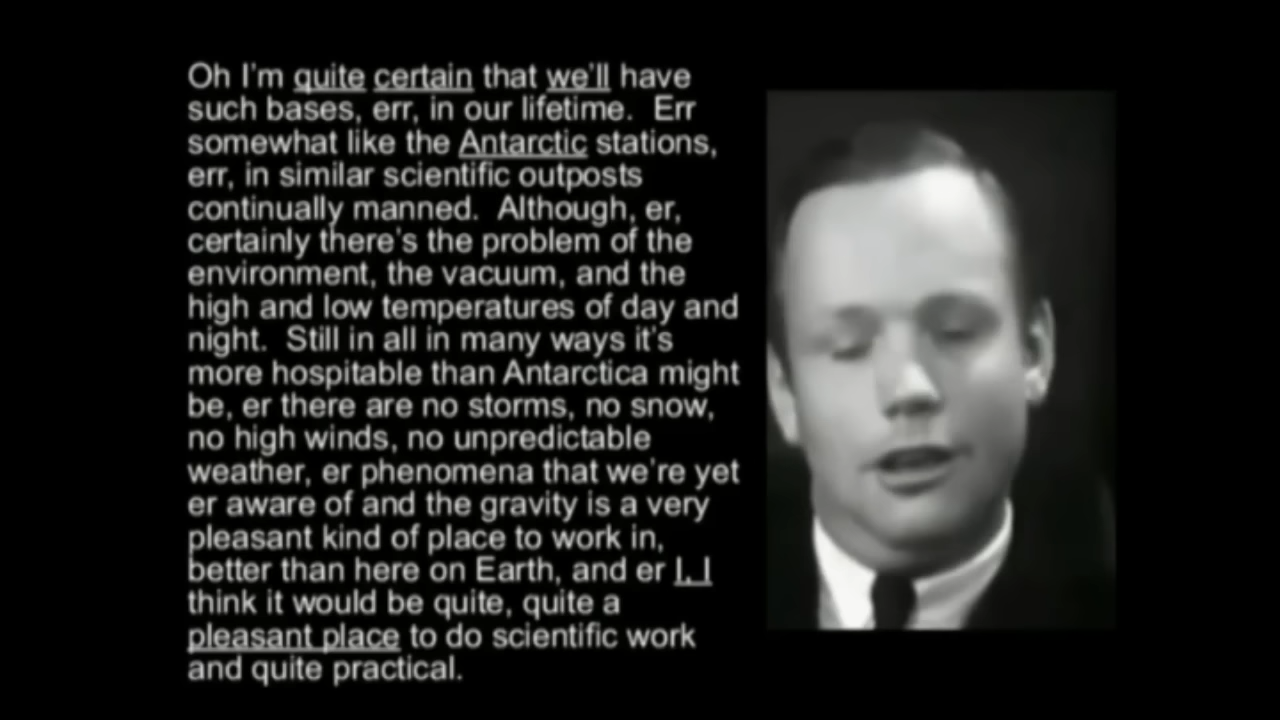 Oh I'm quite certain that we'll have
such bases, err, in our lifetime.  Err
somewhat like the Antarctic stations,
err, in similar scientific outposts
continually manned.  Although, er,
certainly there's the problem of the
environment, the vacuum, and the
high and low temperatures of day and
night.  Still in all in many ways it's
more hospitable than Antarctica might
be, er there are no storms, no snow,
no high winds, no unpredictable
weather, er phenomena that we're yet
er aware of and the gravity is a very
pleasant kind of place to work in,
better than here on Earth, and er I, I
think it would be quite, quite a
pleasant place to do scientific work
and quite practical.